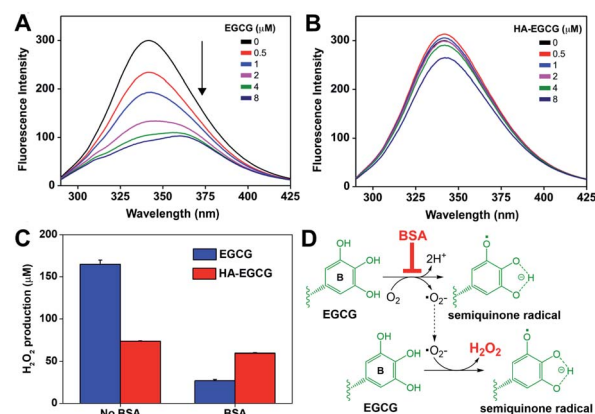 A
EGCG (μM)
0
0.5
1
2
4
8
300
200
100
0
300
325
350
375
400
425
Fluorescence Intensity
Wavelength (nm)
B
HA-EGCG (μM)
0
0.5
1
2
4
8
300
200
100
0
300
325
350
375
400
425
Fluorescence Intensity
Wavelength (nm)
C
EGCG
HA-EGCG
200
150
100
50
0
H₂O₂ production (μM)
No BSA
BSA
D
BSA
OH
OH
OH
B
EGCG
O₂
2H⁺
•O₂⁻
O•
O
O
H
⊖
semiquinone radical
•O₂⁻
OH
OH
OH
B
EGCG
H₂O₂
O•
O
O
H
⊖
semiquinone radical